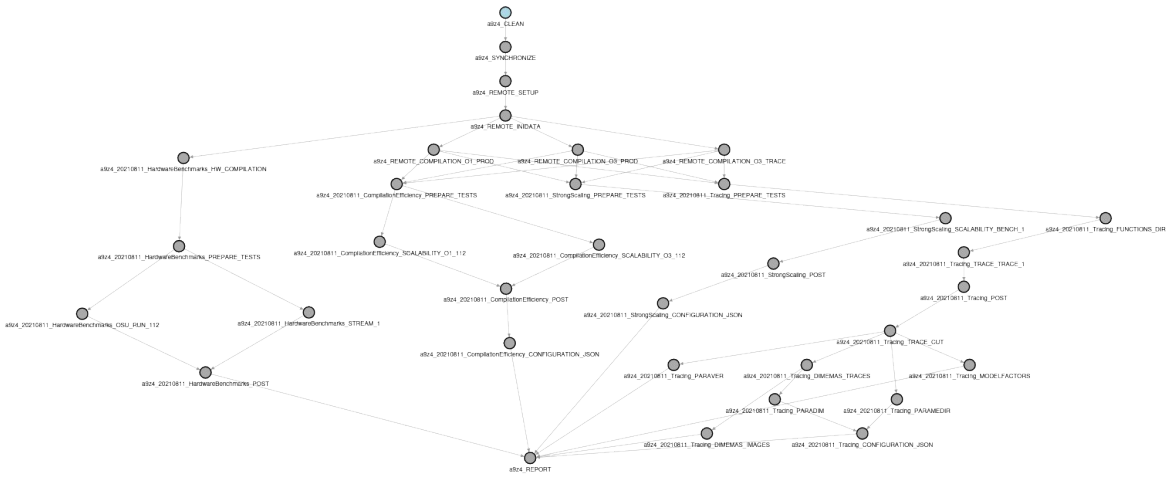 a9z4_CLEAN
a9z4_SYNCHRONIZE
a9z4_REMOTE_SETUP
a9z4_REMOTE_INIDATA
a9z4_REMOTE_COMPILATION_O1_PROD
a9z4_REMOTE_COMPILATION_O3_PROD
a9z4_REMOTE_COMPILATION_O3_TRACE
a9z4_20210811_HardwareBenchmarks_HW_COMPILATION
a9z4_20210811_CompilationEfficiency_PREPARE_TESTS
a9z4_20210811_StrongScaling_PREPARE_TESTS
a9z4_20210811_Tracing_PREPARE_TESTS
a9z4_20210811_StrongScaling_SCALABILITY_BENCH_1
a9z4_20210811_Tracing_FUNCTIONS_DIR
a9z4_20210811_HardwareBenchmarks_PREPARE_TESTS
a9z4_20210811_CompilationEfficiency_SCALABILITY_O1_112
a9z4_20210811_CompilationEfficiency_SCALABILITY_O3_112
a9z4_20210811_Tracing_TRACE_TRACE_1
a9z4_20210811_StrongScaling_POST
a9z4_20210811_Tracing_POST
a9z4_20210811_CompilationEfficiency_POST
a9z4_20210811_StrongScaling_CONFIGURATION_JSON
a9z4_20210811_HardwareBenchmarks_OSU_RUN_112
a9z4_20210811_HardwareBenchmarks_STREAM_1
a9z4_20210811_Tracing_TRACE_CUT
a9z4_20210811_CompilationEfficiency_CONFIGURATION_JSON
a9z4_20210811_Tracing_PARAVER
a9z4_20210811_Tracing_DIMEMAS_TRACES
a9z4_20210811_Tracing_MODELFACTORS
a9z4_20210811_HardwareBenchmarks_POST
a9z4_20210811_Tracing_PARADIM
a9z4_20210811_Tracing_PARAMEDIR
a9z4_20210811_Tracing_DIMEMAS_IMAGES
a9z4_20210811_Tracing_CONFIGURATION_JSON
a9z4_REPORT